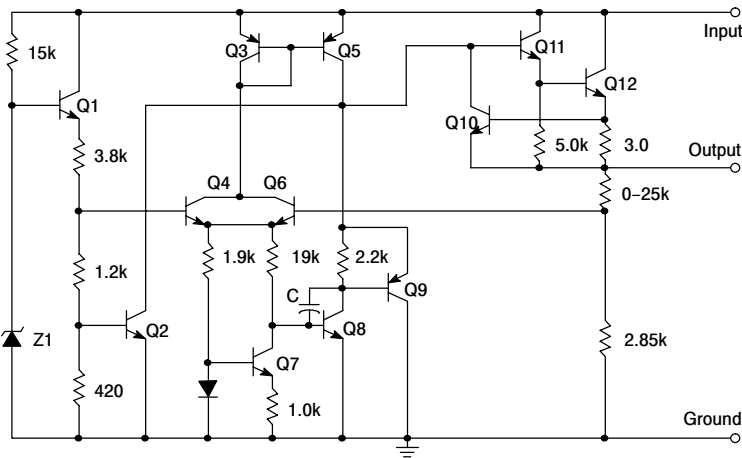 Input
15k
Q3
Q5
Q11
Q12
Q1
Q10
3.8k
5.0k
3.0
Output
Q4
Q6
0–25k
1.2k
1.9k
19k
2.2k
C
Q9
Z1
Q2
Q8
2.85k
Q7
420
1.0k
Ground